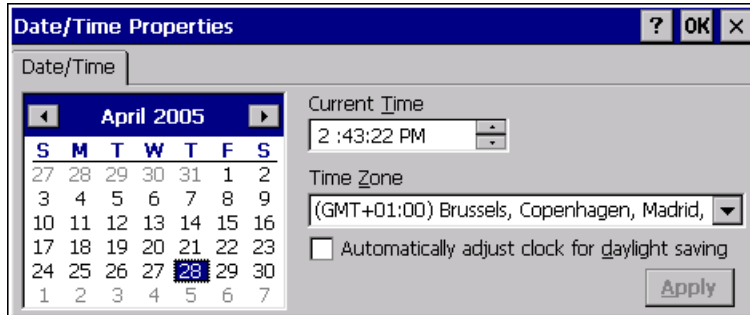 Date/Time Properties ? OK ×
Date/Time
April 2005
S M T W T F S
27 28 29 30 31 1 2
3 4 5 6 7 8 9
10 11 12 13 14 15 16
17 18 19 20 21 22 23
24 25 26 27 28 29 30
1 2 3 4 5 6 7
Current Time
2 :43:22 PM
Time Zone
(GMT+01:00) Brussels, Copenhagen, Madrid,
Automatically adjust clock for daylight saving
Apply